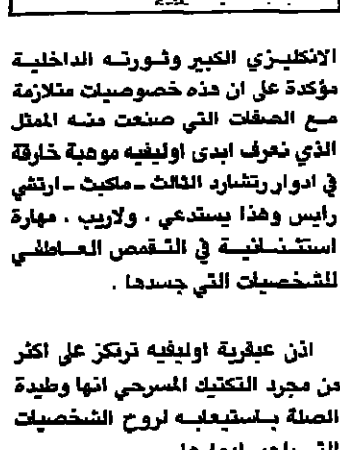 الانكليزي الكبير وثورته الداخلية
مؤكدة على ان هذه خصوصيات متلازمة
مع الصفات التي صنعت منه الممثل
الذي نعرف ابدى اوليفيه موهبة خارقة
في ادوار رتشارد الثالث - ماكبث - ارتشي
رايس وهذا يستدعي ، ولاريب ، مهارة
استثنائية في التقمص العاطفي
للشخصيات التي جسدها .
اذن عبقرية اوليفيه ترتكز على اكثر
من مجرد التكتيك المسرحي انها وطيدة
الصلة باستيعابه لروح الشخصيات